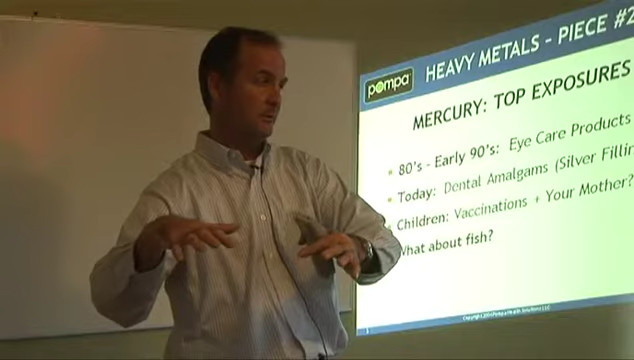 pompa
HEAVY METALS - PIECE #2
MERCURY: TOP EXPOSURES
80's - Early 90's: Eye Care Products
Today: Dental Amalgams (Silver Fillin
Children: Vaccinations + Your Mother?
What about fish?